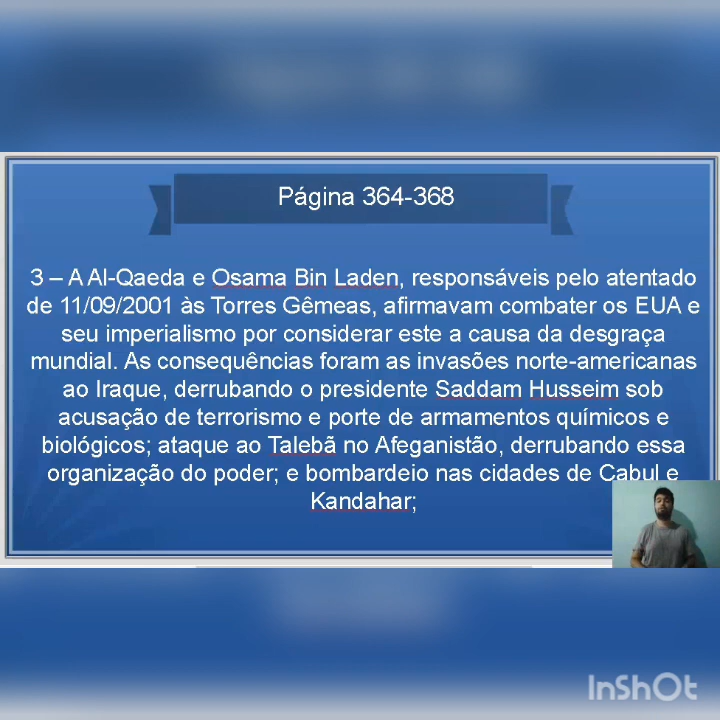 Página 364-368
3 – A Al-Qaeda e Osama Bin Laden, responsáveis pelo atentado
de 11/09/2001 às Torres Gêmeas, afirmavam combater os EUA e
seu imperialismo por considerar este a causa da desgraça
mundial. As consequências foram as invasões norte-americanas
ao Iraque, derrubando o presidente Saddam Husseim sob
acusação de terrorismo e porte de armamentos químicos e
biológicos; ataque ao Talebã no Afeganistão, derrubando essa
organização do poder; e bombardeio nas cidades de Cabul e
Kandahar;
InShOt